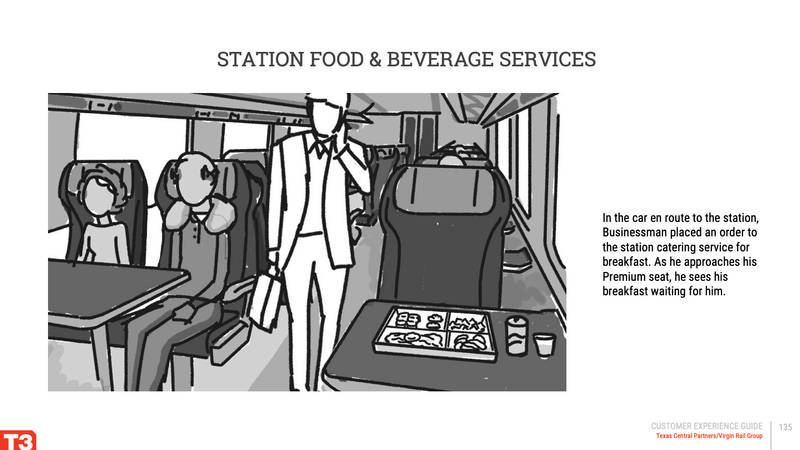 STATION FOOD & BEVERAGE SERVICES
In the car en route to the station,
Businessman placed an order to
the station catering service for
breakfast. As he approaches his
Premium seat, he sees his
breakfast waiting for him.
CUSTOMER EXPERIENCE GUIDE
Texas Central Partners/Virgin Rail Group
135
T3